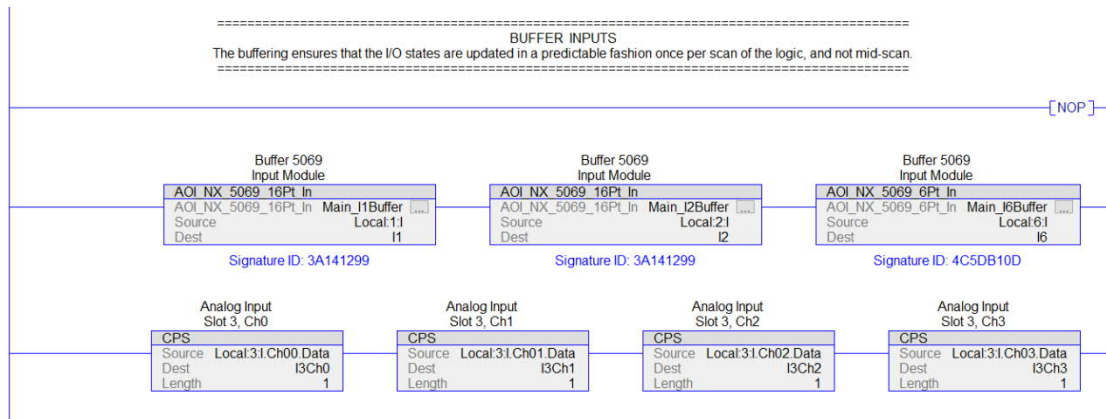 ================================================================================
BUFFER INPUTS
The buffering ensures that the I/O states are updated in a predictable fashion once per scan of the logic, and not mid-scan.
================================================================================
NOP
Buffer 5069
Input Module
AOI_NX_5069_16Pt_In
AOI_NX_5069_16Pt_In Main_I1Buffer ...
Source Local:1:I
Dest I1
Signature ID: 3A141299
Buffer 5069
Input Module
AOI_NX_5069_16Pt_In
AOI_NX_5069_16Pt_In Main_I2Buffer ...
Source Local:2:I
Dest I2
Signature ID: 3A141299
Buffer 5069
Input Module
AOI_NX_5069_6Pt_In
AOI_NX_5069_6Pt_In Main_I6Buffer ...
Source Local:6:I
Dest I6
Signature ID: 4C5DB10D
Analog Input
Slot 3, Ch0
CPS
Source Local:3:I.Ch00.Data
Dest I3Ch0
Length 1
Analog Input
Slot 3, Ch1
CPS
Source Local:3:I.Ch01.Data
Dest I3Ch1
Length 1
Analog Input
Slot 3, Ch2
CPS
Source Local:3:I.Ch02.Data
Dest I3Ch2
Length 1
Analog Input
Slot 3, Ch3
CPS
Source Local:3:I.Ch03.Data
Dest I3Ch3
Length 1